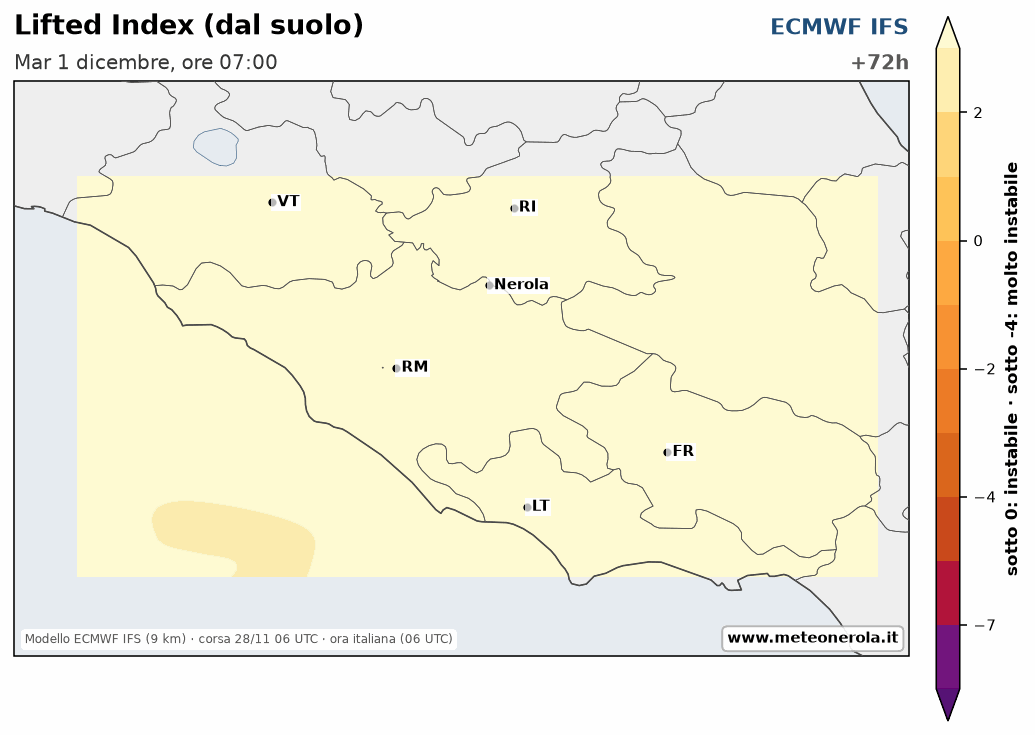 Lifted Index (dal suolo)
ECMWF IFS
Mar 1 dicembre, ore 07:00
+72h
VT
RI
Nerola
RM
FR
LT
2
0
−2
−4
−7
sotto 0: instabile · sotto -4: molto instabile
Modello ECMWF IFS (9 km) · corsa 28/11 06 UTC · ora italiana (06 UTC)
www.meteonerola.it